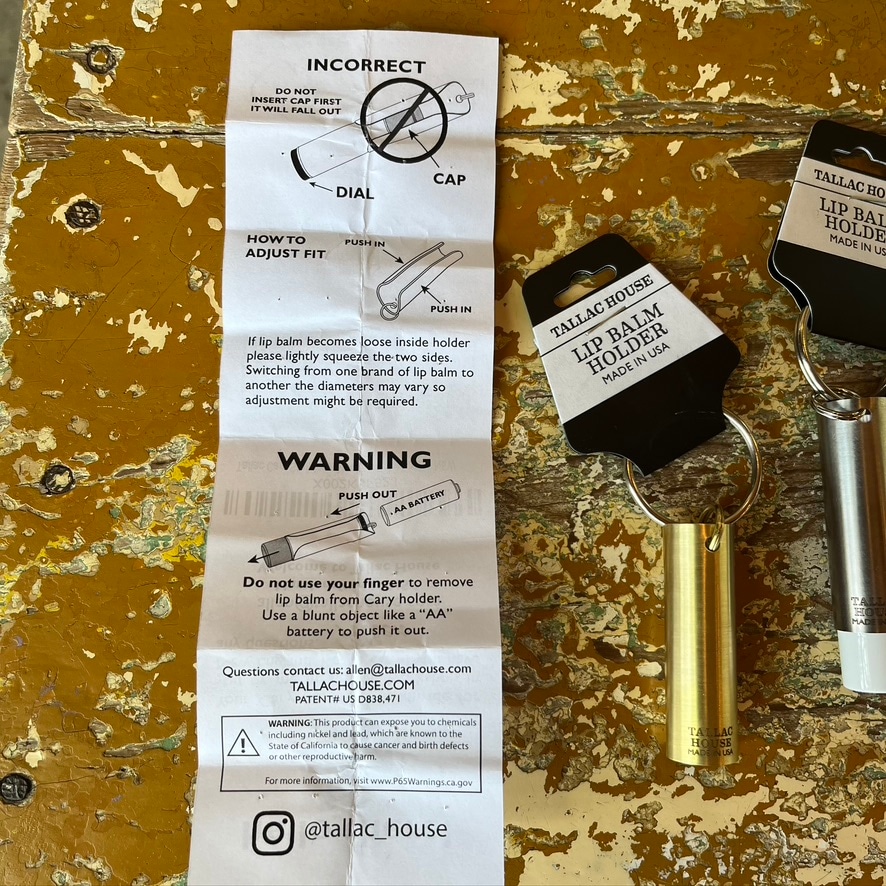 INCORRECT
DO NOT
INSERT CAP FIRST
IT WILL FALL OUT
CAP
DIAL
HOW TO
ADJUST FIT
PUSH IN
PUSH IN
If lip balm becomes loose inside holder
please lightly squeeze the two sides.
Switching from one brand of lip balm to
another the diameters may vary so
adjustment might be required.
WARNING
PUSH OUT
AA BATTERY
Do not use your finger to remove
lip balm from Cary holder.
Use a blunt object like a “AA”
battery to push it out.
Questions contact us: allen@tallachouse.com
TALLACHOUSE.COM
PATENT# US D838,471
WARNING: This product can expose you to chemicals
including nickel and lead, which are known to the
State of California to cause cancer and birth defects
or other reproductive harm.
For more information, visit www.P65Warnings.ca.gov
@tallac_house
TALLAC HOUSE
LIP BALM
HOLDER
MADE IN USA
TALLAC
HOUSE
MADE IN USA
TALLAC HO
LIP BAL
HOLDE
MADE IN US
TALL
HOU
MADE IN